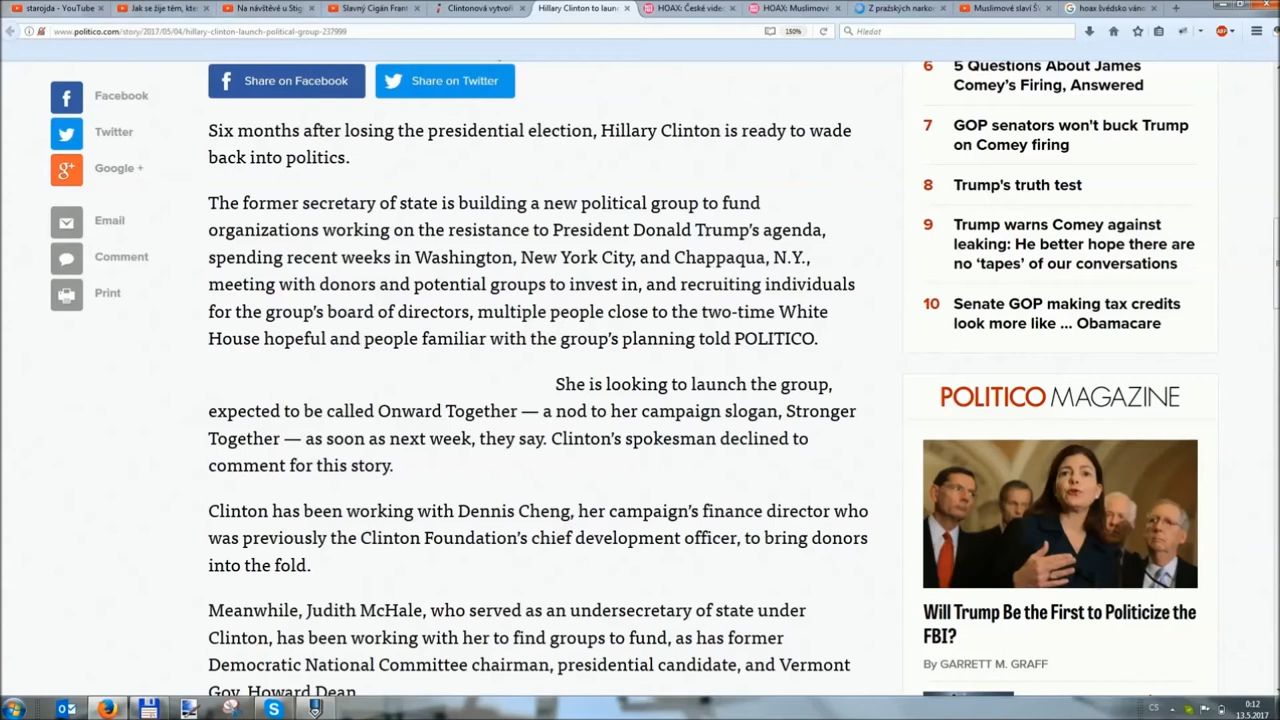 starojda - YouTube
Jak se žije těm, kte
Na návštěvě u Stig
Slavný Cigán Frant
Clintonová vytvoř
Hillary Clinton to laun
HOAX: České videa
HOAX: Muslimové
Z pražských narko
Muslimové slaví
hoax švédsko váno
www.politico.com/story/2017/05/04/hillary-clinton-launch-political-group-237999
150%
Hledat
Share on Facebook
Share on Twitter
Facebook
Twitter
Google +
Email
Comment
Print
Six months after losing the presidential election, Hillary Clinton is ready to wade
back into politics.
The former secretary of state is building a new political group to fund
organizations working on the resistance to President Donald Trump's agenda,
spending recent weeks in Washington, New York City, and Chappaqua, N.Y.,
meeting with donors and potential groups to invest in, and recruiting individuals
for the group's board of directors, multiple people close to the two-time White
House hopeful and people familiar with the group's planning told POLITICO.
She is looking to launch the group,
expected to be called Onward Together — a nod to her campaign slogan, Stronger
Together — as soon as next week, they say. Clinton's spokesman declined to
comment for this story.
Clinton has been working with Dennis Cheng, her campaign's finance director who
was previously the Clinton Foundation's chief development officer, to bring donors
into the fold.
Meanwhile, Judith McHale, who served as an undersecretary of state under
Clinton, has been working with her to find groups to fund, as has former
Democratic National Committee chairman, presidential candidate, and Vermont
Gov. Howard Dean
6 5 Questions About James
Comey's Firing, Answered
7 GOP senators won't buck Trump
on Comey firing
8 Trump's truth test
9 Trump warns Comey against
leaking: He better hope there are
no 'tapes' of our conversations
10 Senate GOP making tax credits
look more like ... Obamacare
POLITICO MAGAZINE
Will Trump Be the First to Politicize the
FBI?
By GARRETT M. GRAFF
CS
0:12
13.5.2017